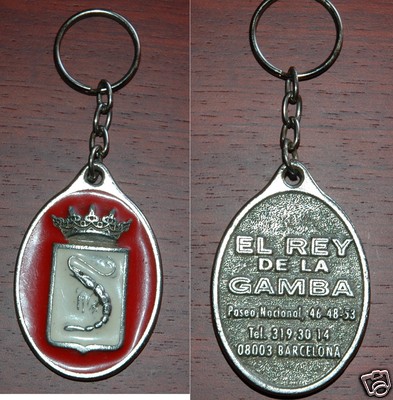 EL REY
DE LA
GAMBA
Paseo Nacional, 46 48-53
Tel. 319.30 14
08003 BARCELONA